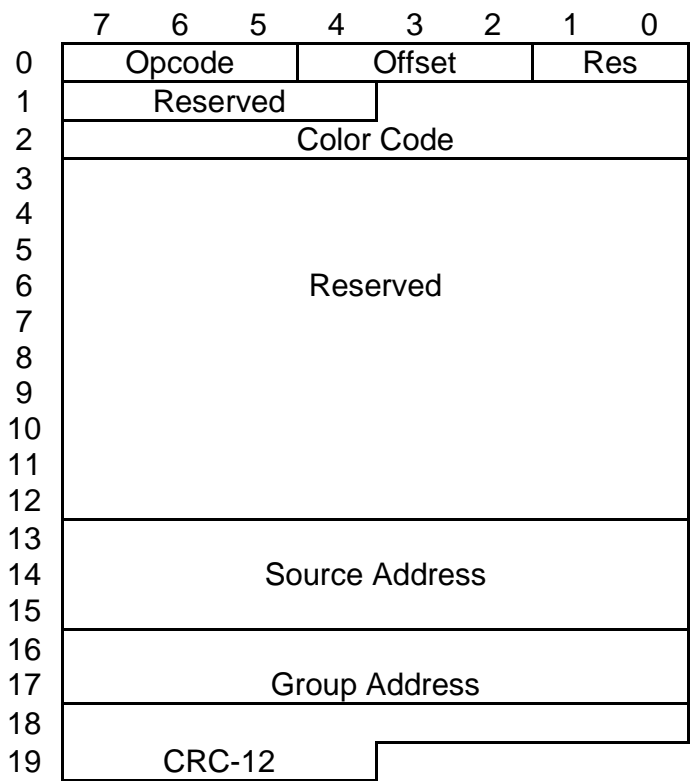 7 6 5 4 3 2 1 0
0 Opcode Offset Res
1 Reserved
2 Color Code
3
4
5
6 Reserved
7
8
9
10
11
12
13
14 Source Address
15
16
17 Group Address
18
19 CRC-12